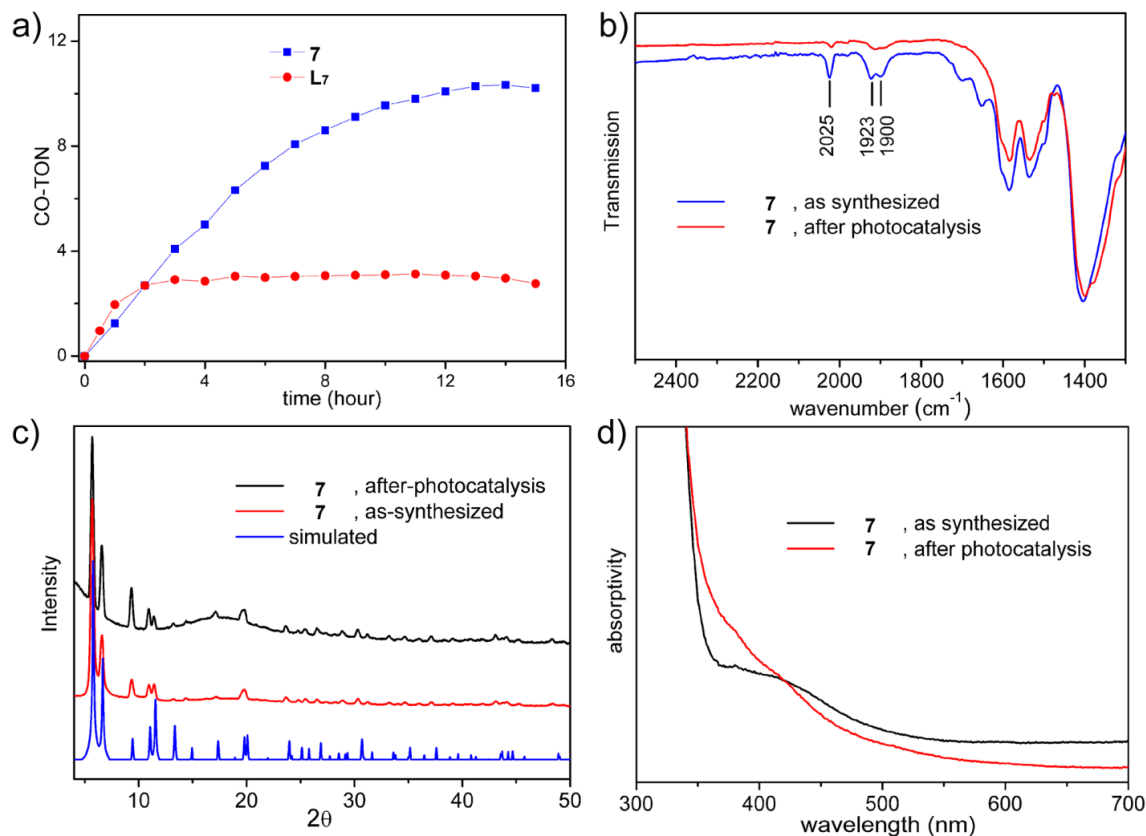 a)
12
8
4
0
CO-TON
7
L7
0 4 8 12 16
time (hour)
b)
Transmission
2025
1923
1900
7 , as synthesized
7 , after photocatalysis
2400 2200 2000 1800 1600 1400
wavenumber (cm-1)
c)
Intensity
7 , after-photocatalysis
7 , as-synthesized
simulated
10 20 30 40 50
2θ
d)
absorptivity
7 , as synthesized
7 , after photocatalysis
300 400 500 600 700
wavelength (nm)